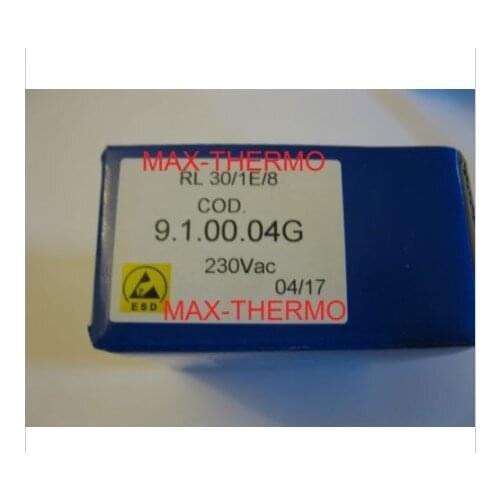 MAX-THERMO
RL 30/1E/8
COD.
9.1.00.04G
230Vac
04/17
ESD
MAX-THERMO